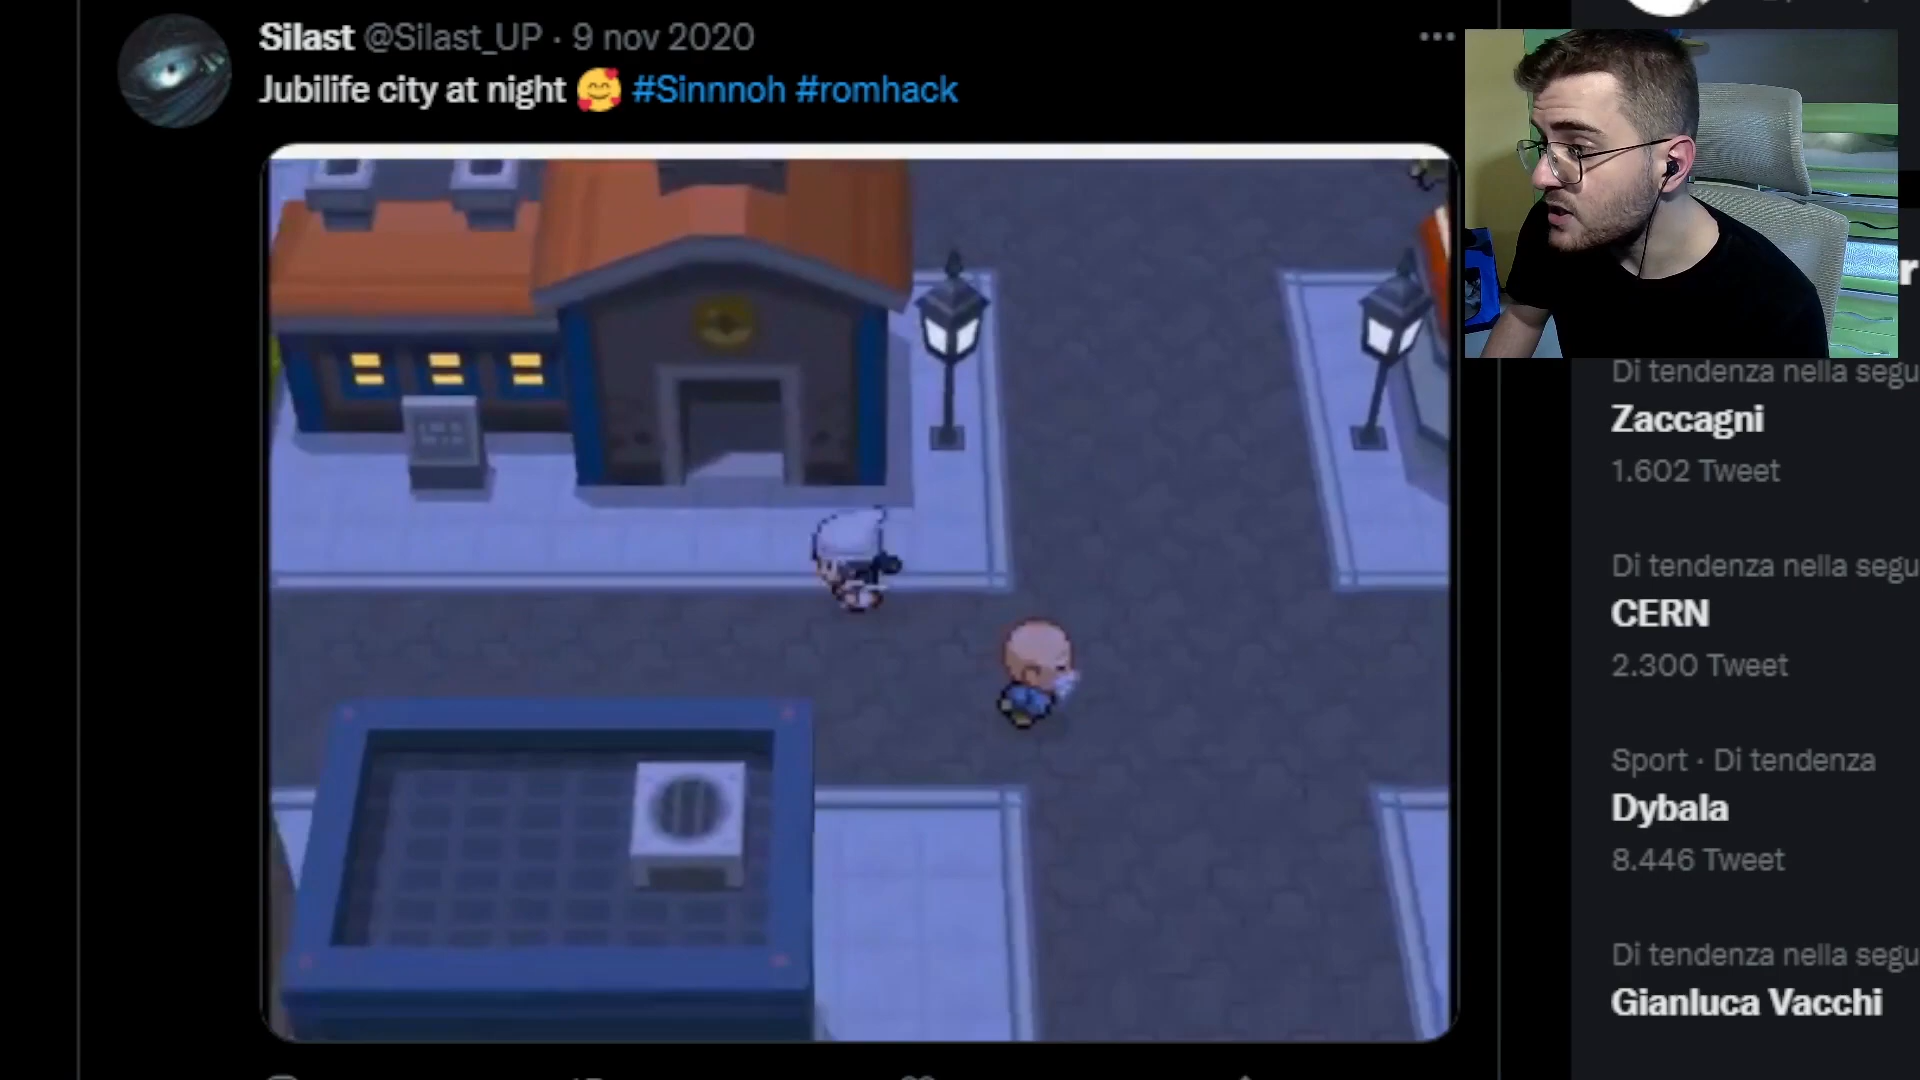 Silast @Silast_UP · 9 nov 2020
Jubilife city at night 🥰 #Sinnnoh #romhack
Di tendenza nella segu
Zaccagni
1.602 Tweet
Di tendenza nella segu
CERN
2.300 Tweet
Sport · Di tendenza
Dybala
8.446 Tweet
Di tendenza nella segu
Gianluca Vacchi